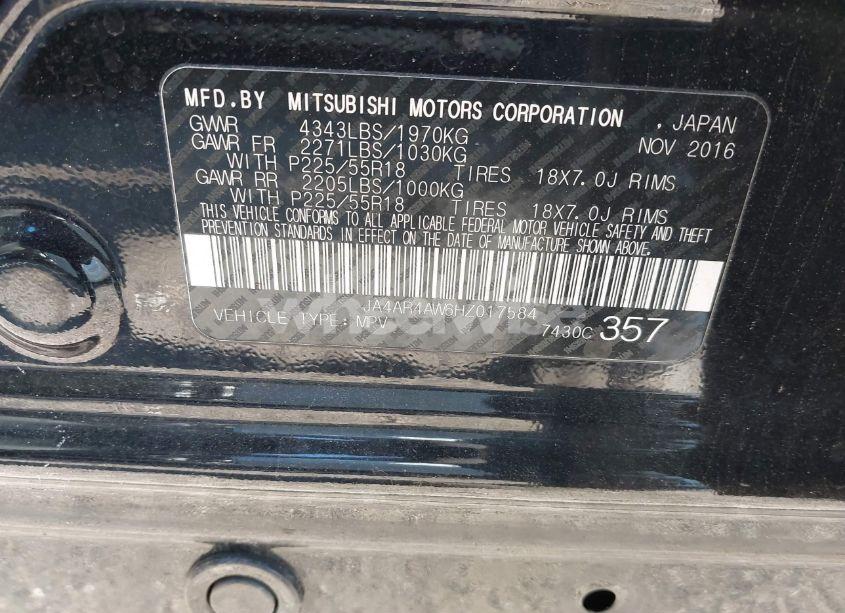 MFD.BY MITSUBISHI MOTORS CORPORATION , JAPAN
GVWR 4343LBS/1970KG NOV 2016
GAWR FR 2271LBS/1030KG
WITH P225/55R18 TIRES 18X7.0J RIMS
GAWR RR 2205LBS/1000KG
WITH P225/55R18 TIRES 18X7.0J RIMS
THIS VEHICLE CONFORMS TO ALL APPLICABLE FEDERAL MOTOR VEHICLE SAFETY AND THEFT
PREVENTION STANDARDS IN EFFECT ON THE DATE OF MANUFACTURE SHOWN ABOVE.
JA4AR4AW6HZ017584
VEHICLE TYPE: MPV 7430C 357